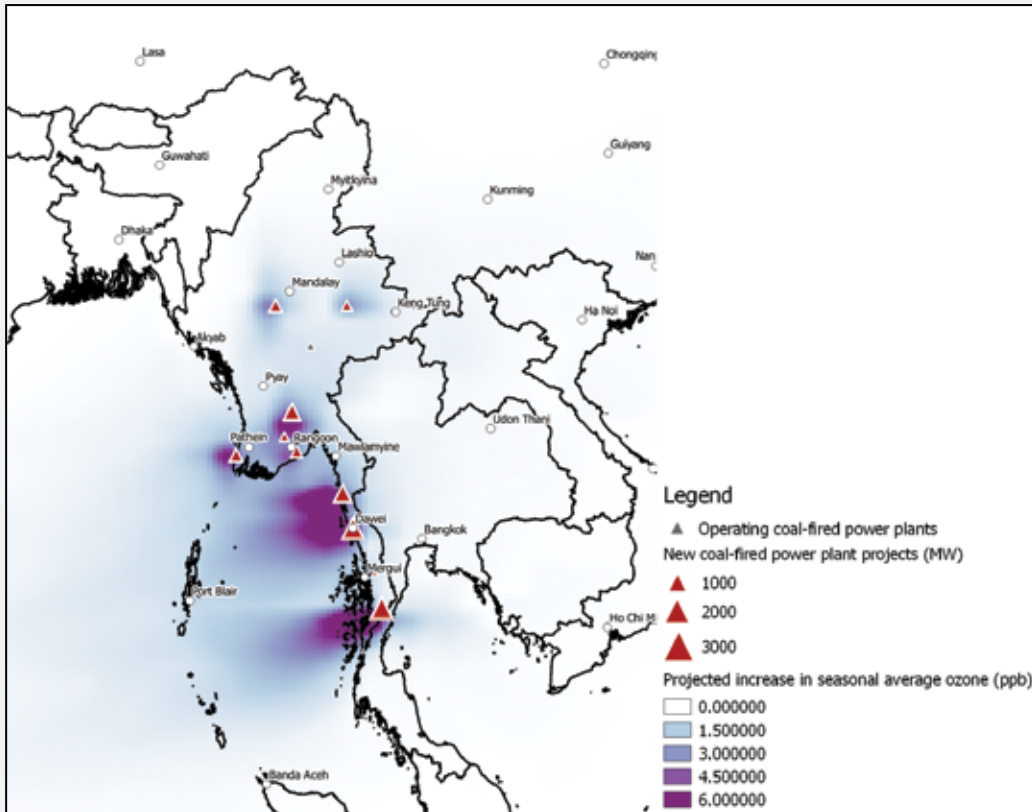 Lasa
Chongqing
Guwahati
Guiyang
Myitkyina
Kunming
Dhaka
Lashio
Nan
Mandalay
Keng Tung
Ha Noi
Akyab
Pyay
Udon Thani
Pathein
Rangoon
Mawlamyine
Dawei
Bangkok
Mergui
Port Blair
Ho Chi M
Banda Aceh
Legend
Operating coal-fired power plants
New coal-fired power plant projects (MW)
1000
2000
3000
Projected increase in seasonal average ozone (ppb)
0.000000
1.500000
3.000000
4.500000
6.000000